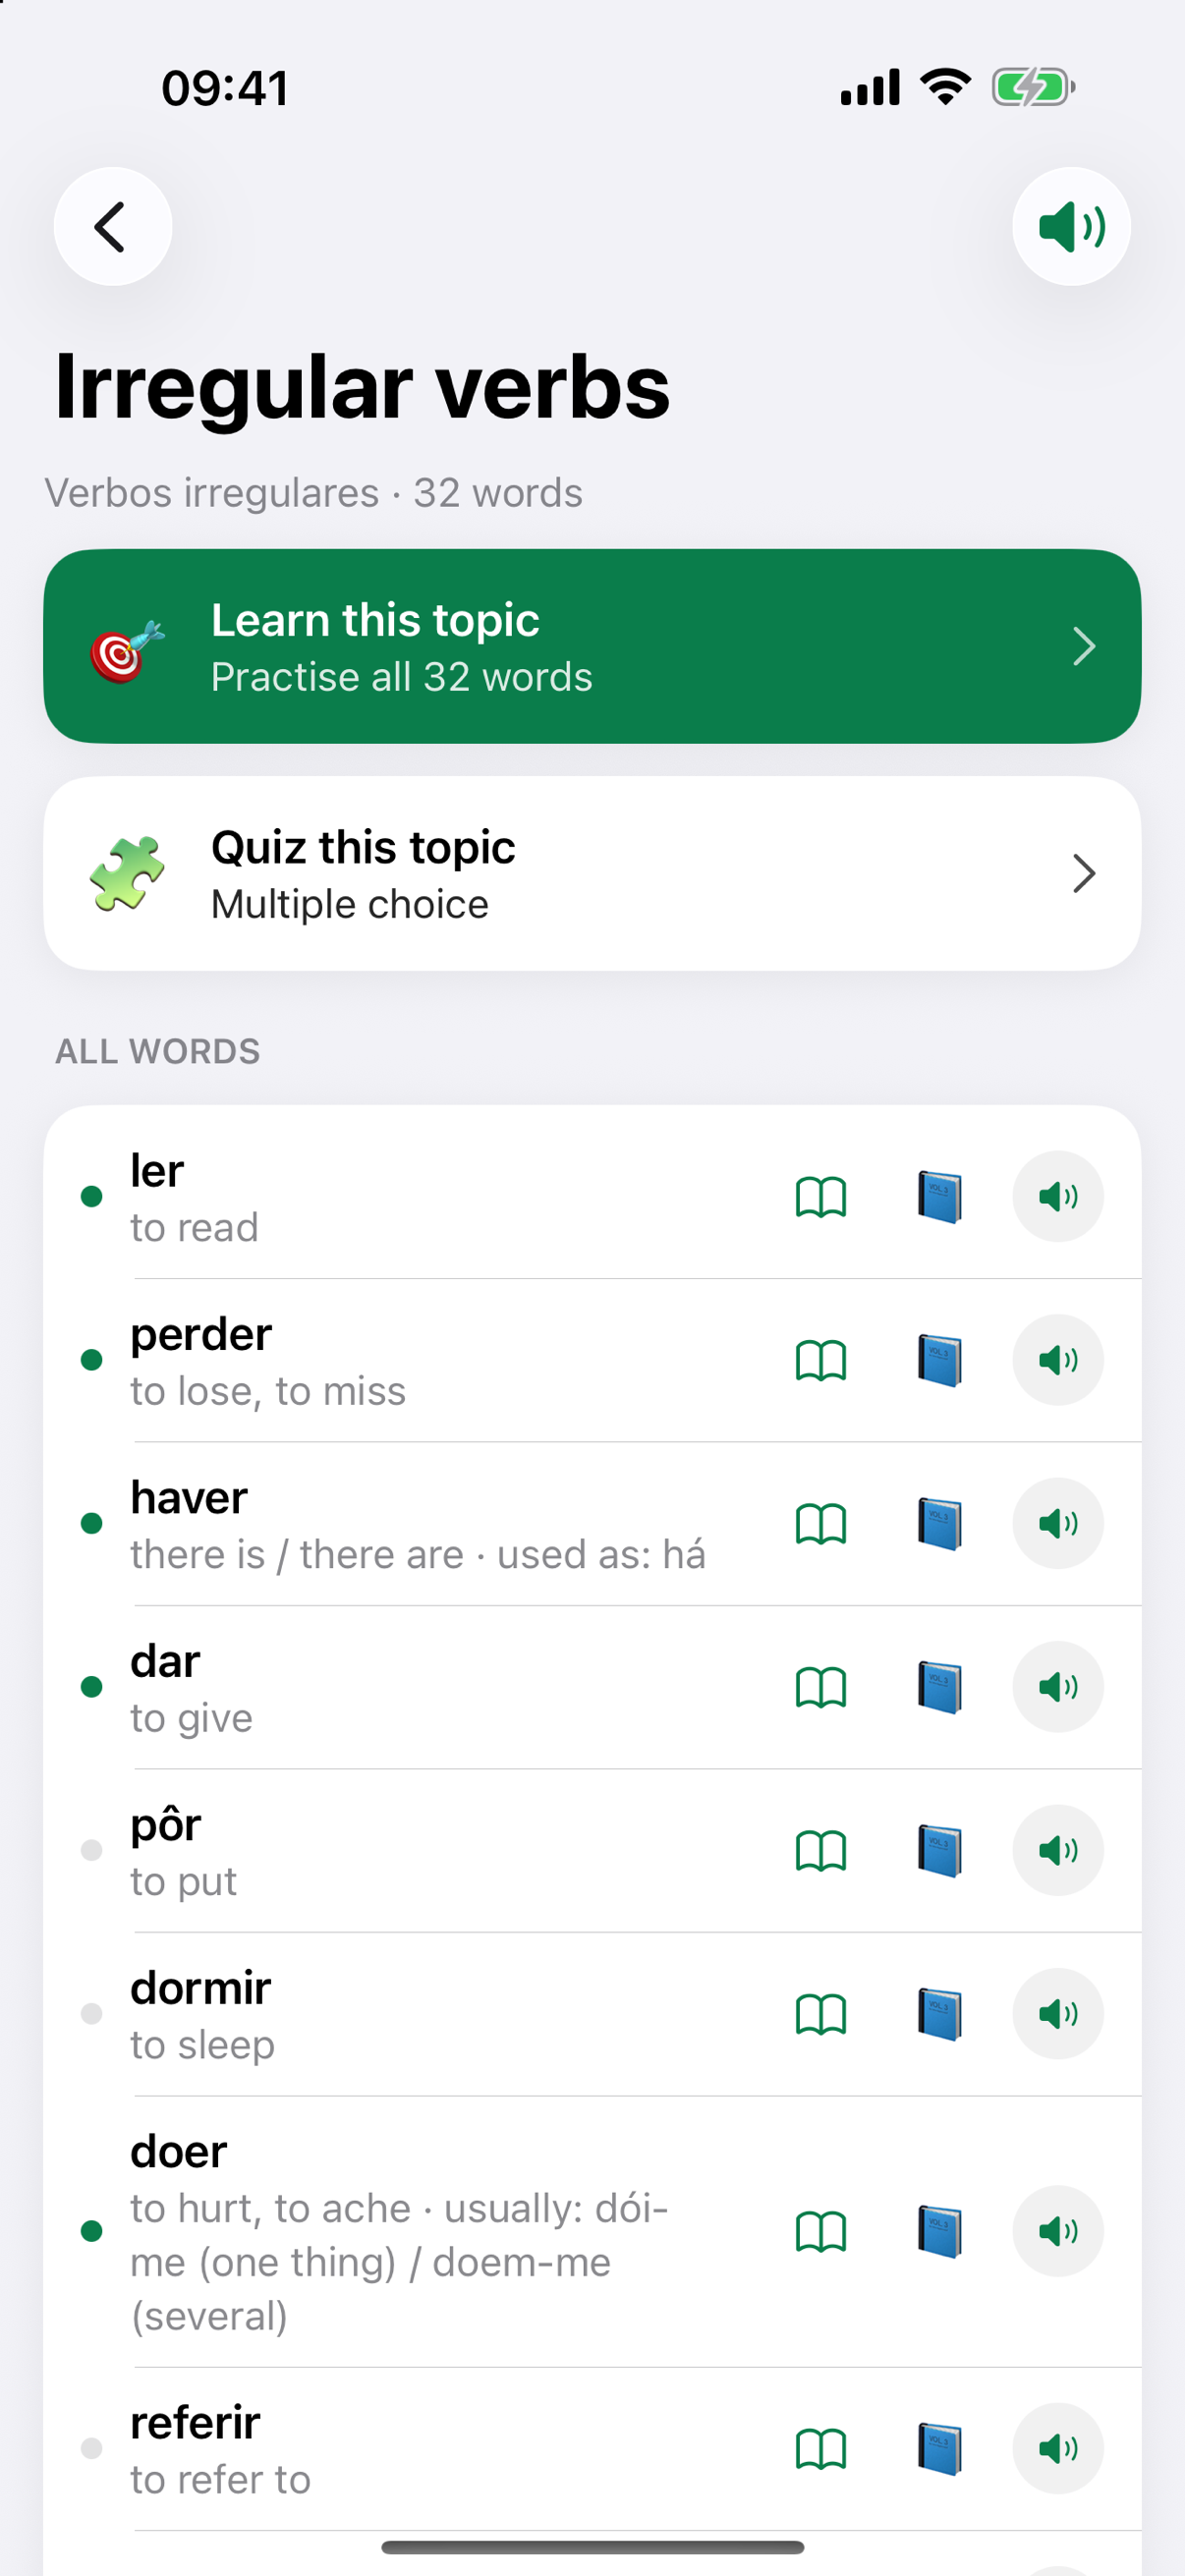 09:41
Irregular verbs
Verbos irregulares · 32 words
Learn this topic
Practise all 32 words
Quiz this topic
Multiple choice
ALL WORDS
ler
to read
perder
to lose, to miss
haver
there is / there are · used as: há
dar
to give
pôr
to put
dormir
to sleep
doer
to hurt, to ache · usually: dói-
me (one thing) / doem-me
(several)
referir
to refer to